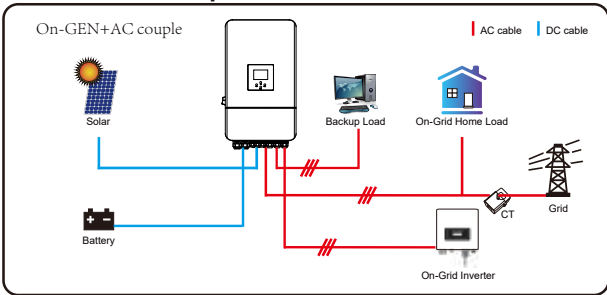 On-GEN+AC couple
AC cable
DC cable
Solar
Backup Load
On-Grid Home Load
CT
Grid
Battery
On-Grid Inverter